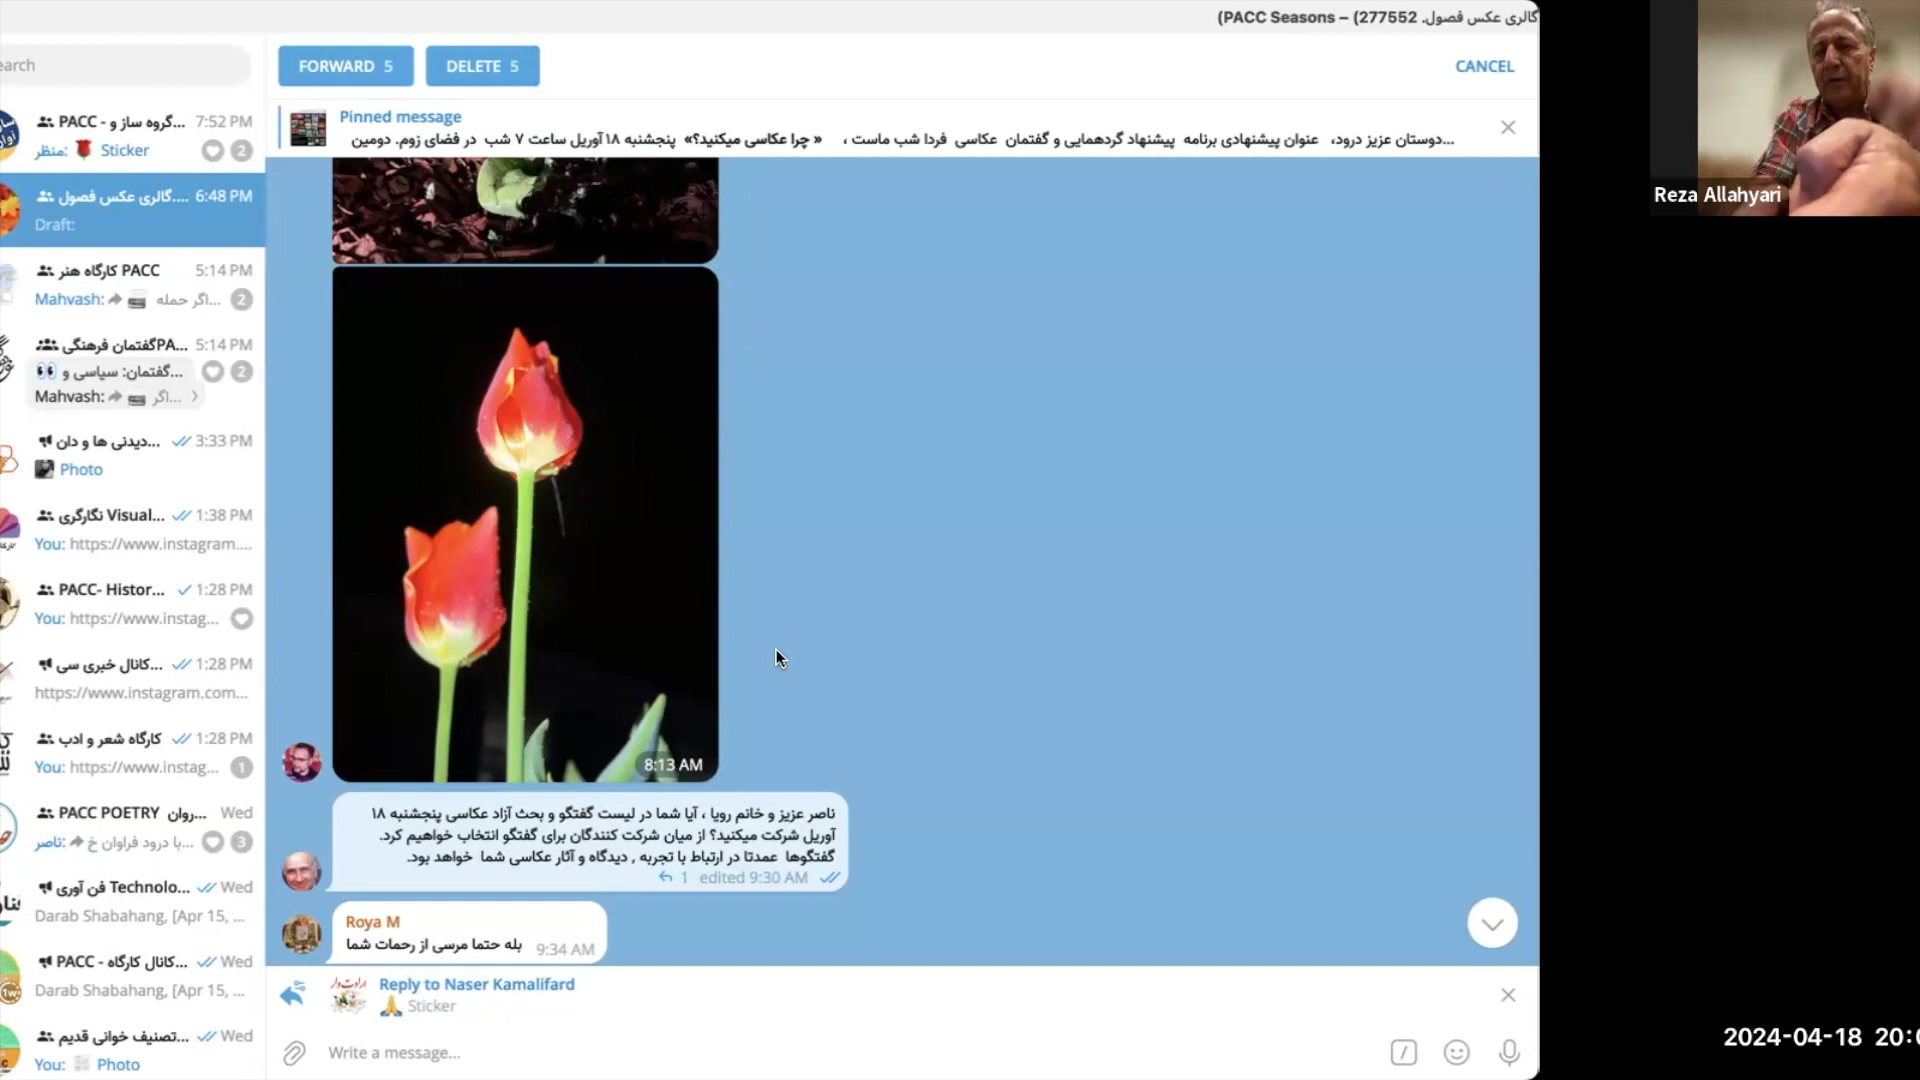 گالری عکس فصول. PACC Seasons – (277552)
earch
FORWARD 5
DELETE 5
CANCEL
Pinned message
دوستان عزیز درود، عنوان پیشنهادی برنامه پیشنهاد گردهمایی و گفتمان عکاسی فردا شب ماست ، « چرا عکاسی میکنید؟» پنجشنبه ۱۸ آوریل ساعت ۷ شب در فضای زوم. دومین...
PACC - گروه ساز و... 7:52 PM
منظر: Sticker 2
گالری عکس فصول.... 6:48 PM
Draft:
کارگاه هنر PACC 5:14 PM
Mahvash: اگر حمله... 2
گفتمان فرهنگیPA... 5:14 PM
گفتمان: سیاسی و... 2
Mahvash: اگر...
دیدنی ها و دان... 3:33 PM
Photo
نگارگری Visual... 1:38 PM
You: https://www.instagram....
PACC- Histor... 1:28 PM
You: https://www.instag...
کانال خبری سی... 1:28 PM
https://www.instagram.com...
کارگاه شعر و ادب 1:28 PM
You: https://www.instag... 1
PACC POETRY روان... Wed
ناصر: با درود فراوان خ... 3
فن آوری Technolo... Wed
Darab Shabahang, [Apr 15, ...
PACC - کانال کارگاه... Wed
Darab Shabahang, [Apr 15, ...
تصنیف خوانی قدیم... Wed
You: Photo
8:13 AM
ناصر عزیز و خانم رویا ، آیا شما در لیست گفتگو و بحث آزاد عکاسی پنجشنبه ۱۸
آوریل شرکت میکنید؟ از میان شرکت کنندگان برای گفتگو انتخاب خواهیم کرد.
گفتگوها عمدتا در ارتباط با تجربه , دیدگاه و آثار عکاسی شما خواهد بود.
1 edited 9:30 AM
Roya M
بله حتما مرسی از رحمات شما 9:34 AM
Reply to Naser Kamalifard
Sticker
Write a message...
Reza Allahyari
2024-04-18 20:0